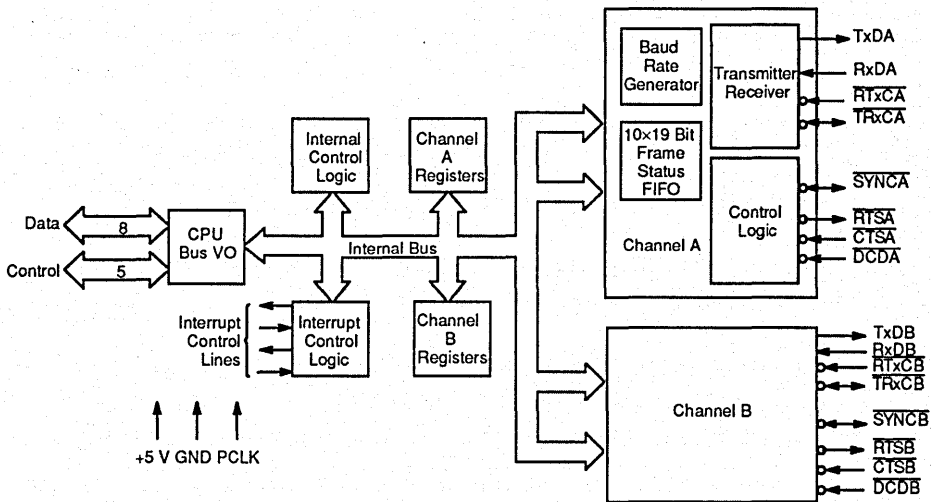 Data
8
Control
5
CPU
Bus VO
Internal
Control
Logic
Channel
A
Registers
Internal Bus
Interrupt
Control
Lines
Interrupt
Control
Logic
Channel
B
Registers
+5 V GND PCLK
Baud
Rate
Generator
Transmitter
Receiver
10×19 Bit
Frame
Status
FIFO
Control
Logic
Channel A
TxDA
RxDA
RTxCA
TRxCA
SYNCA
RTSA
CTSA
DCDA
Channel B
TxDB
RxDB
RTxCB
TRxCB
SYNCB
RTSB
CTSB
DCDB